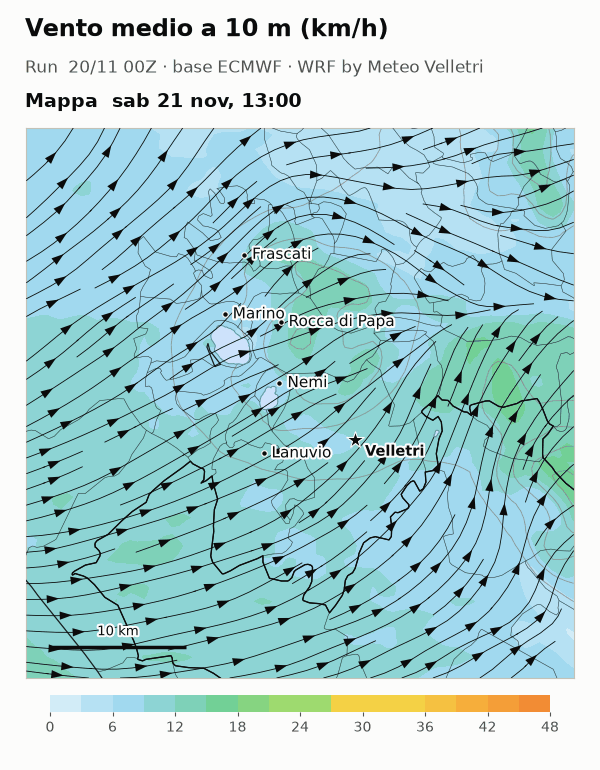 Vento medio a 10 m (km/h)
Run  20/11 00Z · base ECMWF · WRF by Meteo Velletri
Mappa  sab 21 nov, 13:00
Frascati
Marino
Rocca di Papa
Nemi
Velletri
Lanuvio
10 km
0 6 12 18 24 30 36 42 48